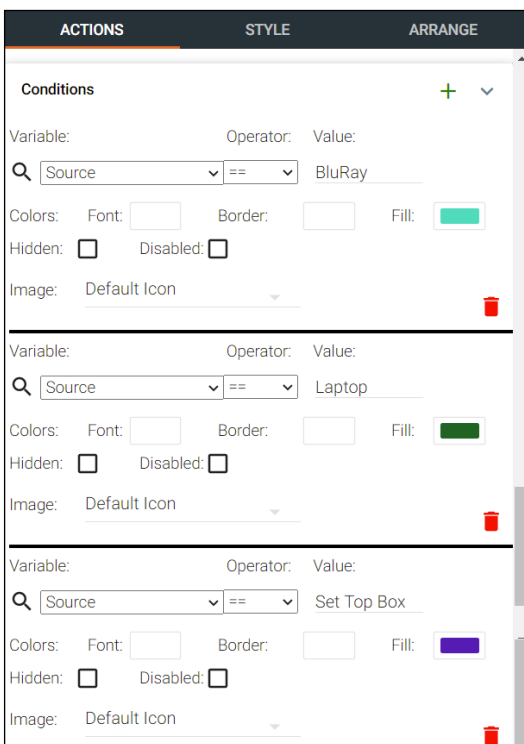 ACTIONS STYLE ARRANGE
Conditions
Variable: Operator: Value:
Source == BluRay
Colors: Font: Border: Fill:
Hidden: Disabled:
Image: Default Icon
Variable: Operator: Value:
Source == Laptop
Colors: Font: Border: Fill:
Hidden: Disabled:
Image: Default Icon
Variable: Operator: Value:
Source == Set Top Box
Colors: Font: Border: Fill:
Hidden: Disabled:
Image: Default Icon